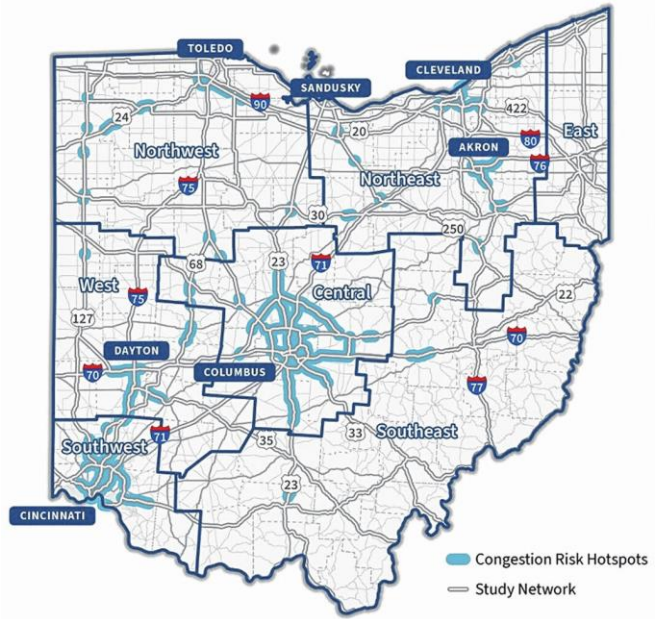 TOLEDO
CLEVELAND
SANDUSKY
90
422
24
20
80
East
AKRON
Northwest
76
Northeast
75
30
250
68
23
71
West
Central
75
22
127
70
DAYTON
COLUMBUS
70
77
Southwest
71
35
33
Southeast
23
CINCINNATI
Congestion Risk Hotspots
Study Network